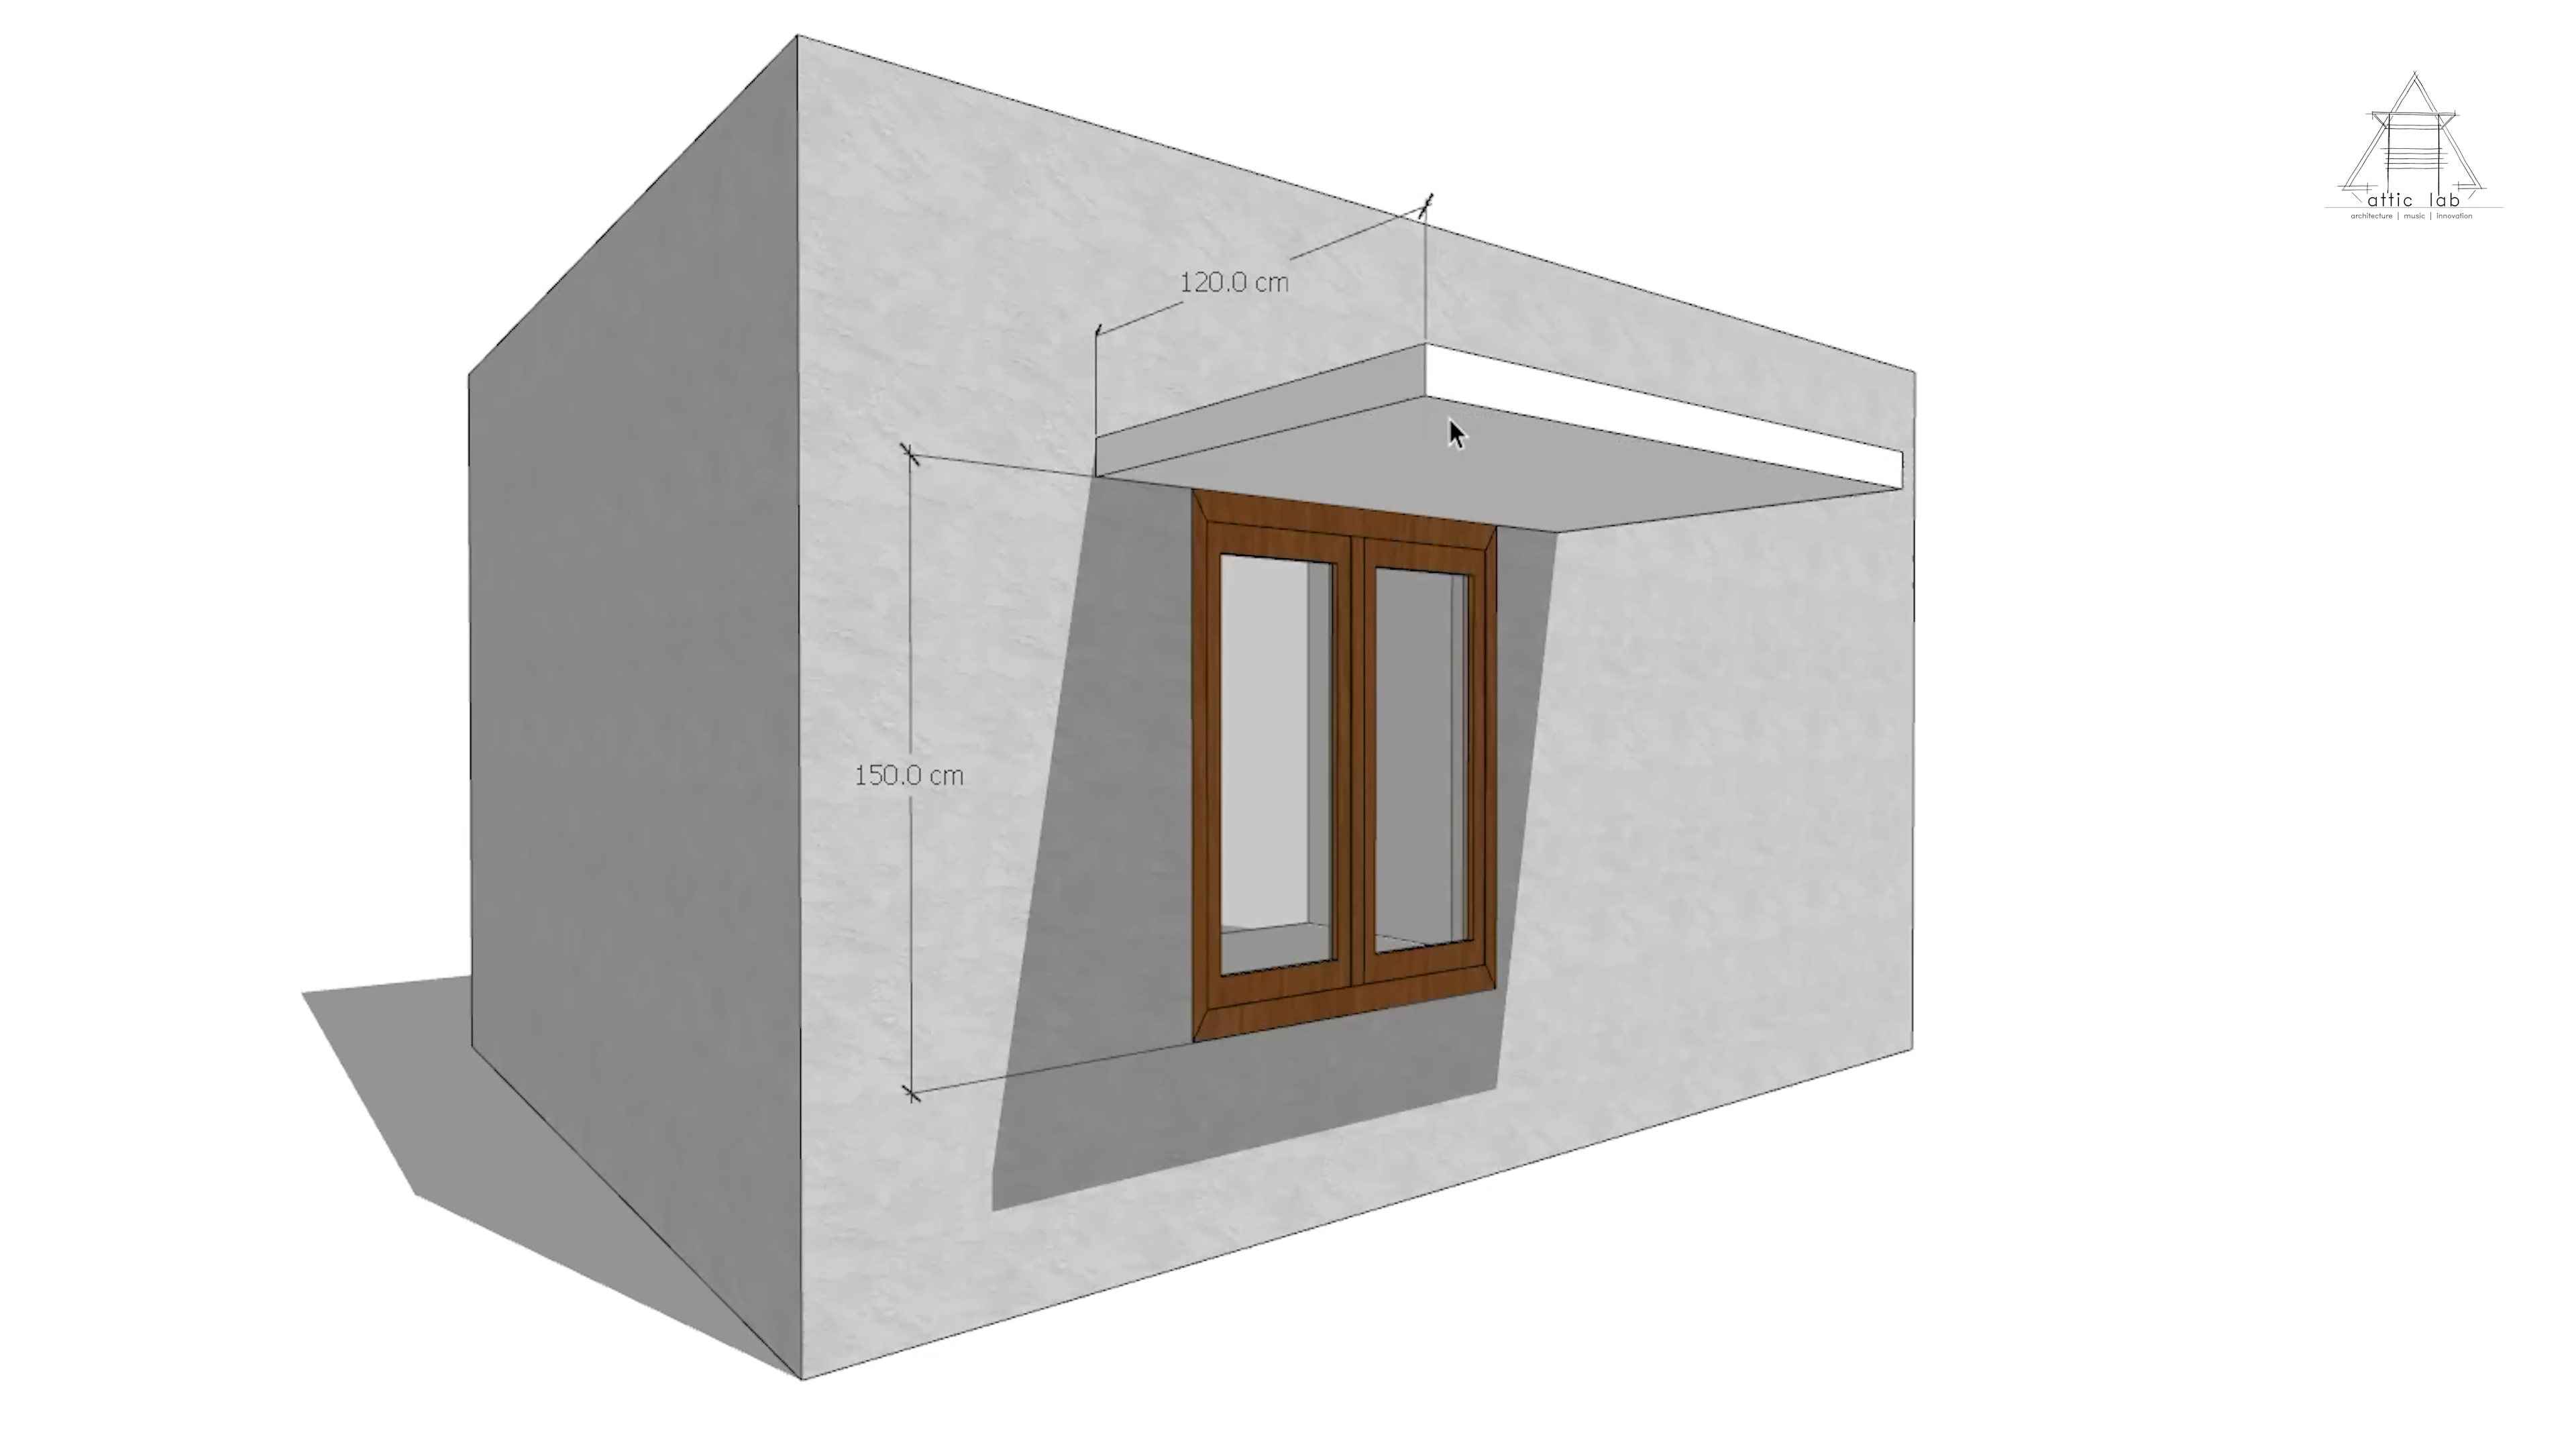 attic lab
architecture | music | innovation
120.0 cm
150.0 cm